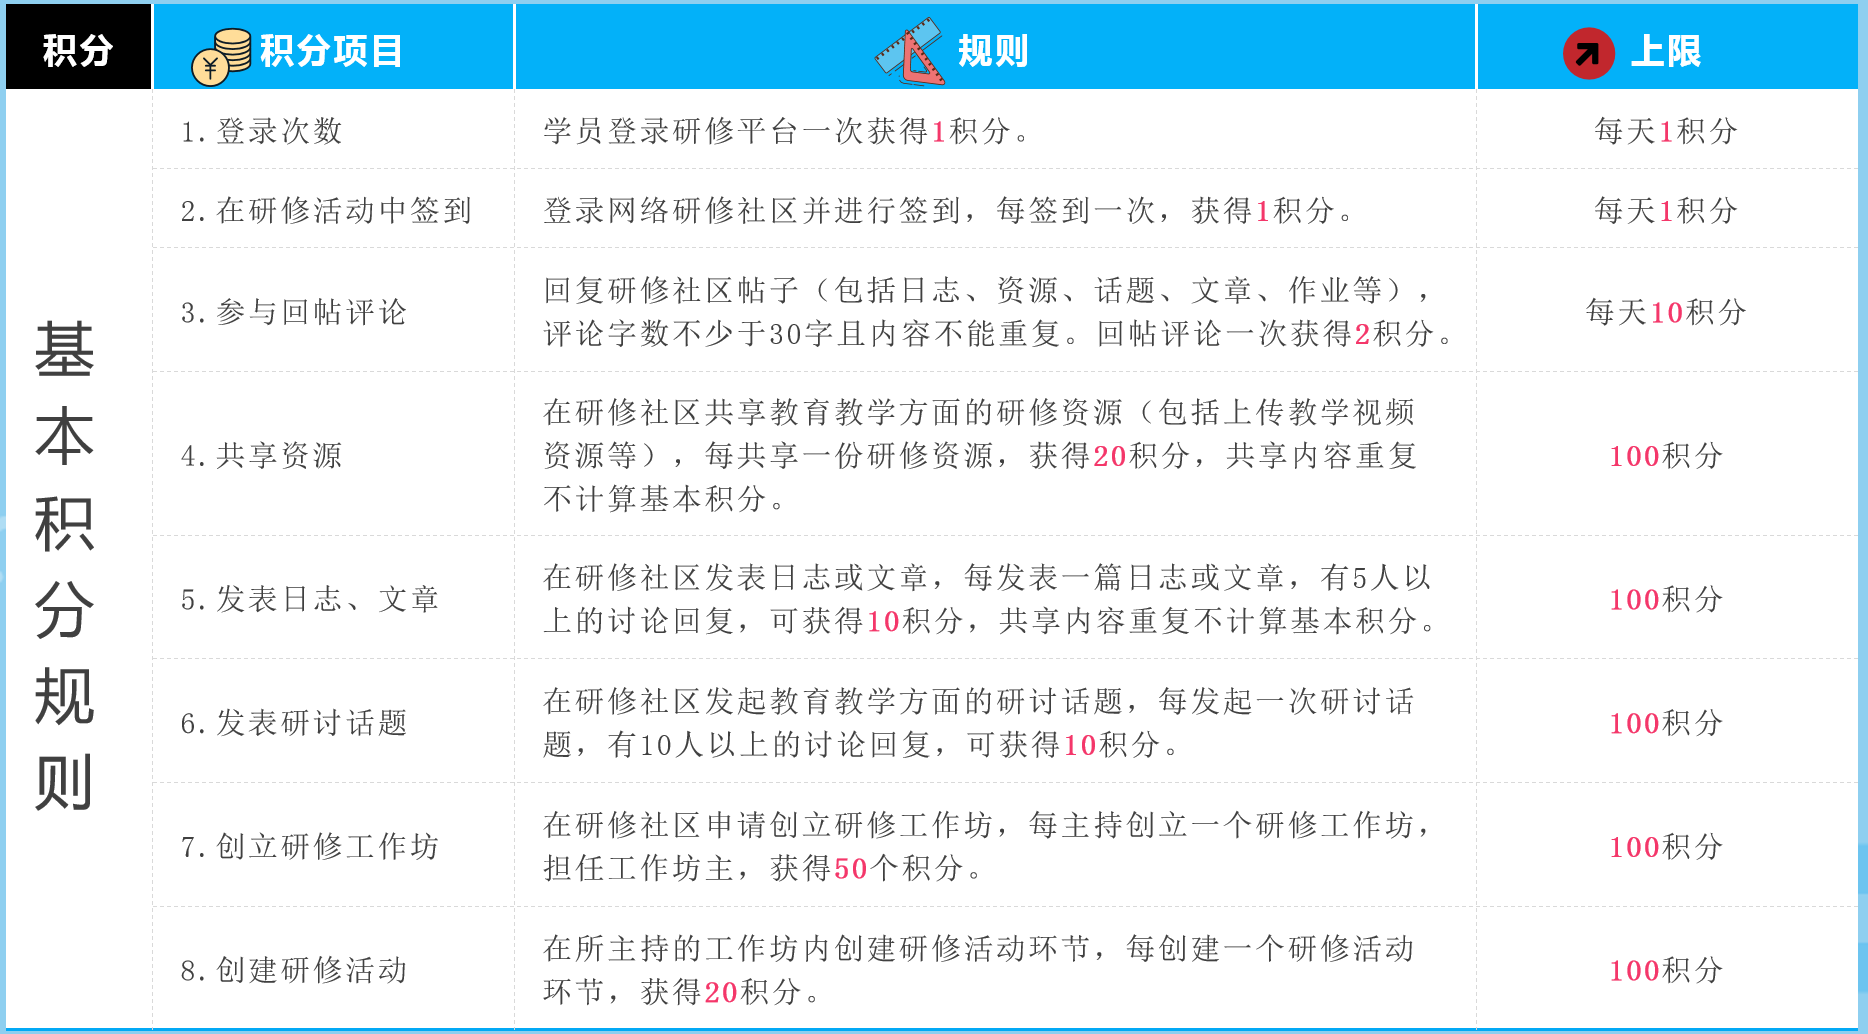 积分
积分项目
规则
上限
基本积分规则
1.登录次数
学员登录研修平台一次获得1积分。
每天1积分
2.在研修活动中签到
登录网络研修社区并进行签到，每签到一次，获得1积分。
每天1积分
3.参与回帖评论
回复研修社区帖子（包括日志、资源、话题、文章、作业等），
评论字数不少于30字且内容不能重复。回帖评论一次获得2积分。
每天10积分
4.共享资源
在研修社区共享教育教学方面的研修资源（包括上传教学视频
资源等），每共享一份研修资源，获得20积分，共享内容重复
不计算基本积分。
100积分
5.发表日志、文章
在研修社区发表日志或文章，每发表一篇日志或文章，有5人以
上的讨论回复，可获得10积分，共享内容重复不计算基本积分。
100积分
6.发表研讨话题
在研修社区发起教育教学方面的研讨话题，每发起一次研讨话
题，有10人以上的讨论回复，可获得10积分。
100积分
7.创立研修工作坊
在研修社区申请创立研修工作坊，每主持创立一个研修工作坊，
担任工作坊主，获得50个积分。
100积分
8.创建研修活动
在所主持的工作坊内创建研修活动环节，每创建一个研修活动
环节，获得20积分。
100积分